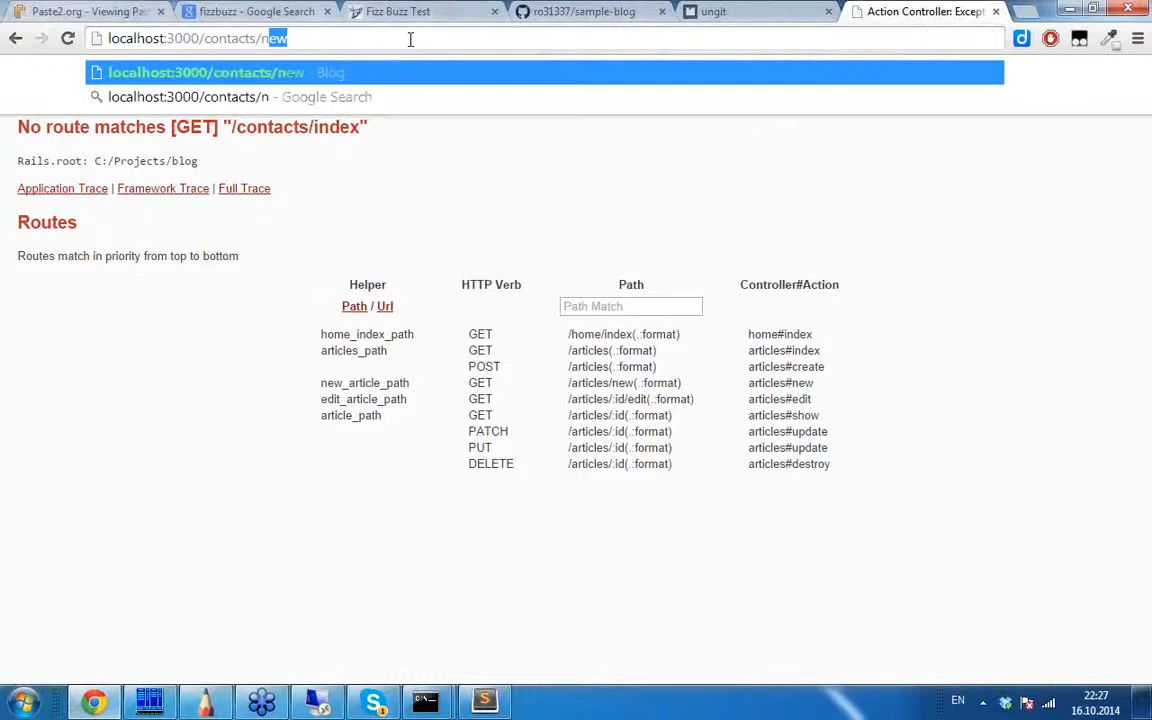 Paste2.org - Viewing Pas
fizzbuzz - Google Search
Fizz Buzz Test
ro31337/sample-blog
ungit
Action Controller: Except
localhost:3000/contacts/new
localhost:3000/contacts/new - Blog
localhost:3000/contacts/n - Google Search
No route matches [GET] "/contacts/index"
Rails.root: C:/Projects/blog
Application Trace | Framework Trace | Full Trace
Routes
Routes match in priority from top to bottom
Helper HTTP Verb Path Controller#Action
Path / Url Path Match
home_index_path GET /home/index(.:format) home#index
articles_path GET /articles(.:format) articles#index
POST /articles(.:format) articles#create
new_article_path GET /articles/new(.:format) articles#new
edit_article_path GET /articles/:id/edit(.:format) articles#edit
article_path GET /articles/:id(.:format) articles#show
PATCH /articles/:id(.:format) articles#update
PUT /articles/:id(.:format) articles#update
DELETE /articles/:id(.:format) articles#destroy
EN
22:27
16.10.2014